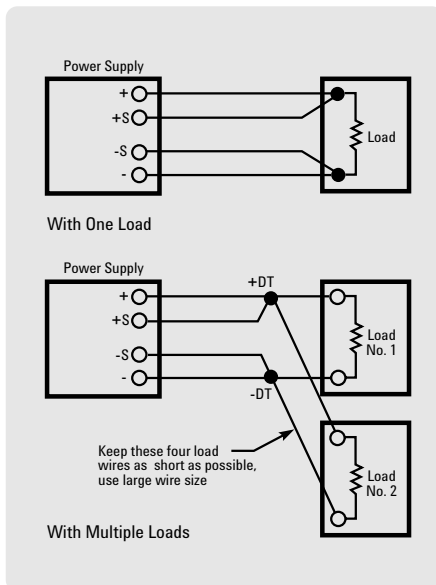 Power Supply
+
+S
-S
-
Load
With One Load
Power Supply
+DT
+
+S
-S
-
Load
No. 1
-DT
Keep these four load
wires as short as possible,
use large wire size
Load
No. 2
With Multiple Loads